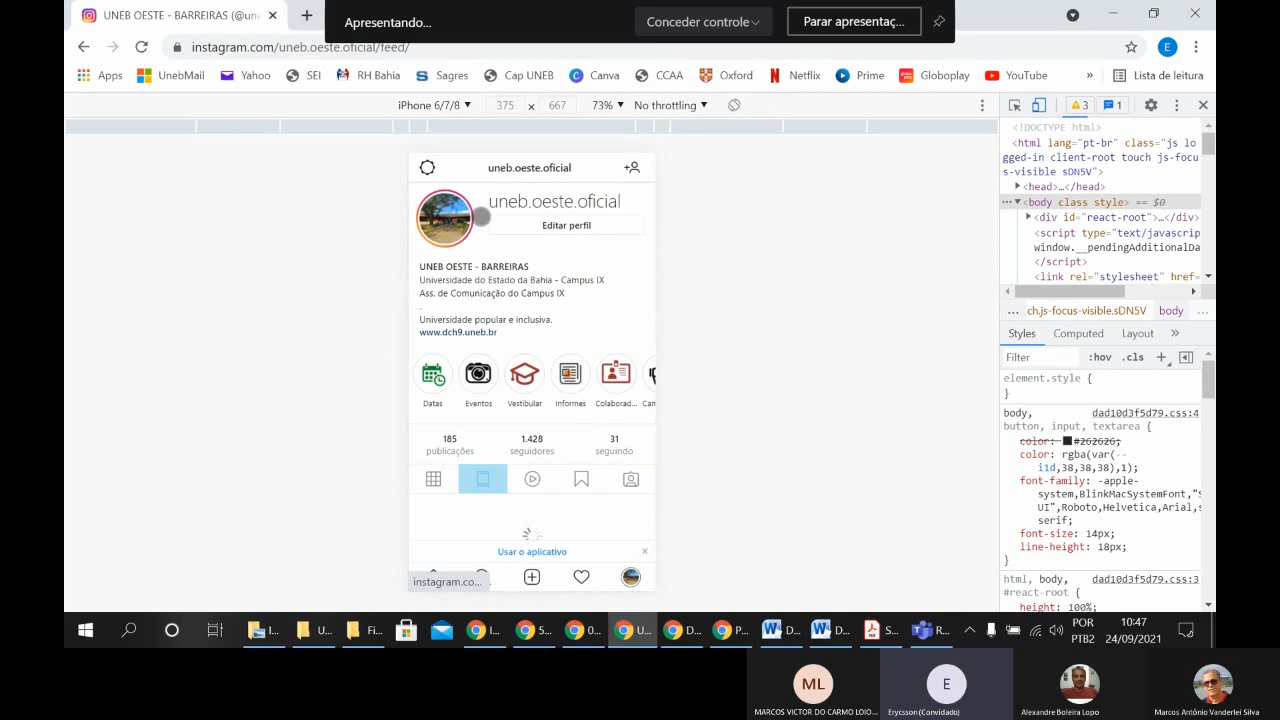 UNEB OESTE - BARREIRAS (@une
Apresentando...
Conceder controle
Parar apresentaç...
instagram.com/uneb.oeste.oficial/feed/
E
Apps
UnebMail
Yahoo
SEI
RH Bahia
Sagres
Cap UNEB
Canva
CCAA
Oxford
Netflix
Prime
Globoplay
YouTube
»
Lista de leitura
iPhone 6/7/8
375
x
667
73%
No throttling
3
1
<!DOCTYPE html>
<html lang="pt-br" class="js lo
gged-in client-root touch js-focu
s-visible sDN5V">
<head>…</head>
<body class style> == $0
<div id="react-root">…</div>
<script type="text/javascrip
window.__pendingAdditionalDa
</script>
<link rel="stylesheet" href=
...
ch.js-focus-visible.sDN5V
body
...
Styles
Computed
Layout
»
Filter
:hov
.cls
element.style {
}
body,
dad10d3f5d79.css:4
button, input, textarea {
color: #262626;
color: rgba(var(--
i1d,38,38,38),1);
font-family: -apple-
system,BlinkMacSystemFont,"S
UI",Roboto,Helvetica,Arial,s
serif;
font-size: 14px;
line-height: 18px;
}
html, body,
dad10d3f5d79.css:3
#react-root {
height: 100%;
uneb.oeste.oficial
uneb.oeste.oficial
Editar perfil
UNEB OESTE - BARREIRAS
Universidade do Estado da Bahia - Campus IX
Ass. de Comunicação do Campus IX
.
Universidade popular e inclusiva.
www.dch9.uneb.br
Datas
Eventos
Vestibular
Informes
Colaborad...
Can
185
publicações
1.428
seguidores
31
seguindo
Usar o aplicativo
×
instagram.co...
I...
U...
Fi...
I...
5...
0...
U...
D...
P...
D...
D...
S...
R...
POR
PTB2
10:47
24/09/2021
ML
MARCOS VICTOR DO CARMO LOIO...
E
Erycsson (Convidado)
Alexandre Boleira Lopo
Marcos Antônio Vanderlei Silva